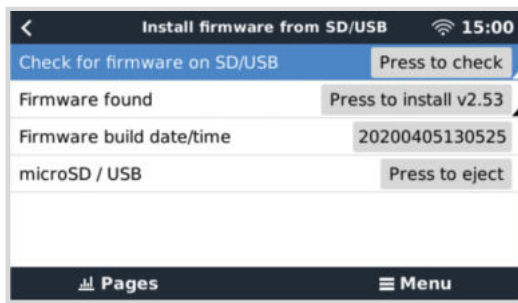 Install firmware from SD/USB 15:00
Check for firmware on SD/USB Press to check
Firmware found Press to install v2.53
Firmware build date/time 20200405130525
microSD / USB Press to eject
Pages Menu